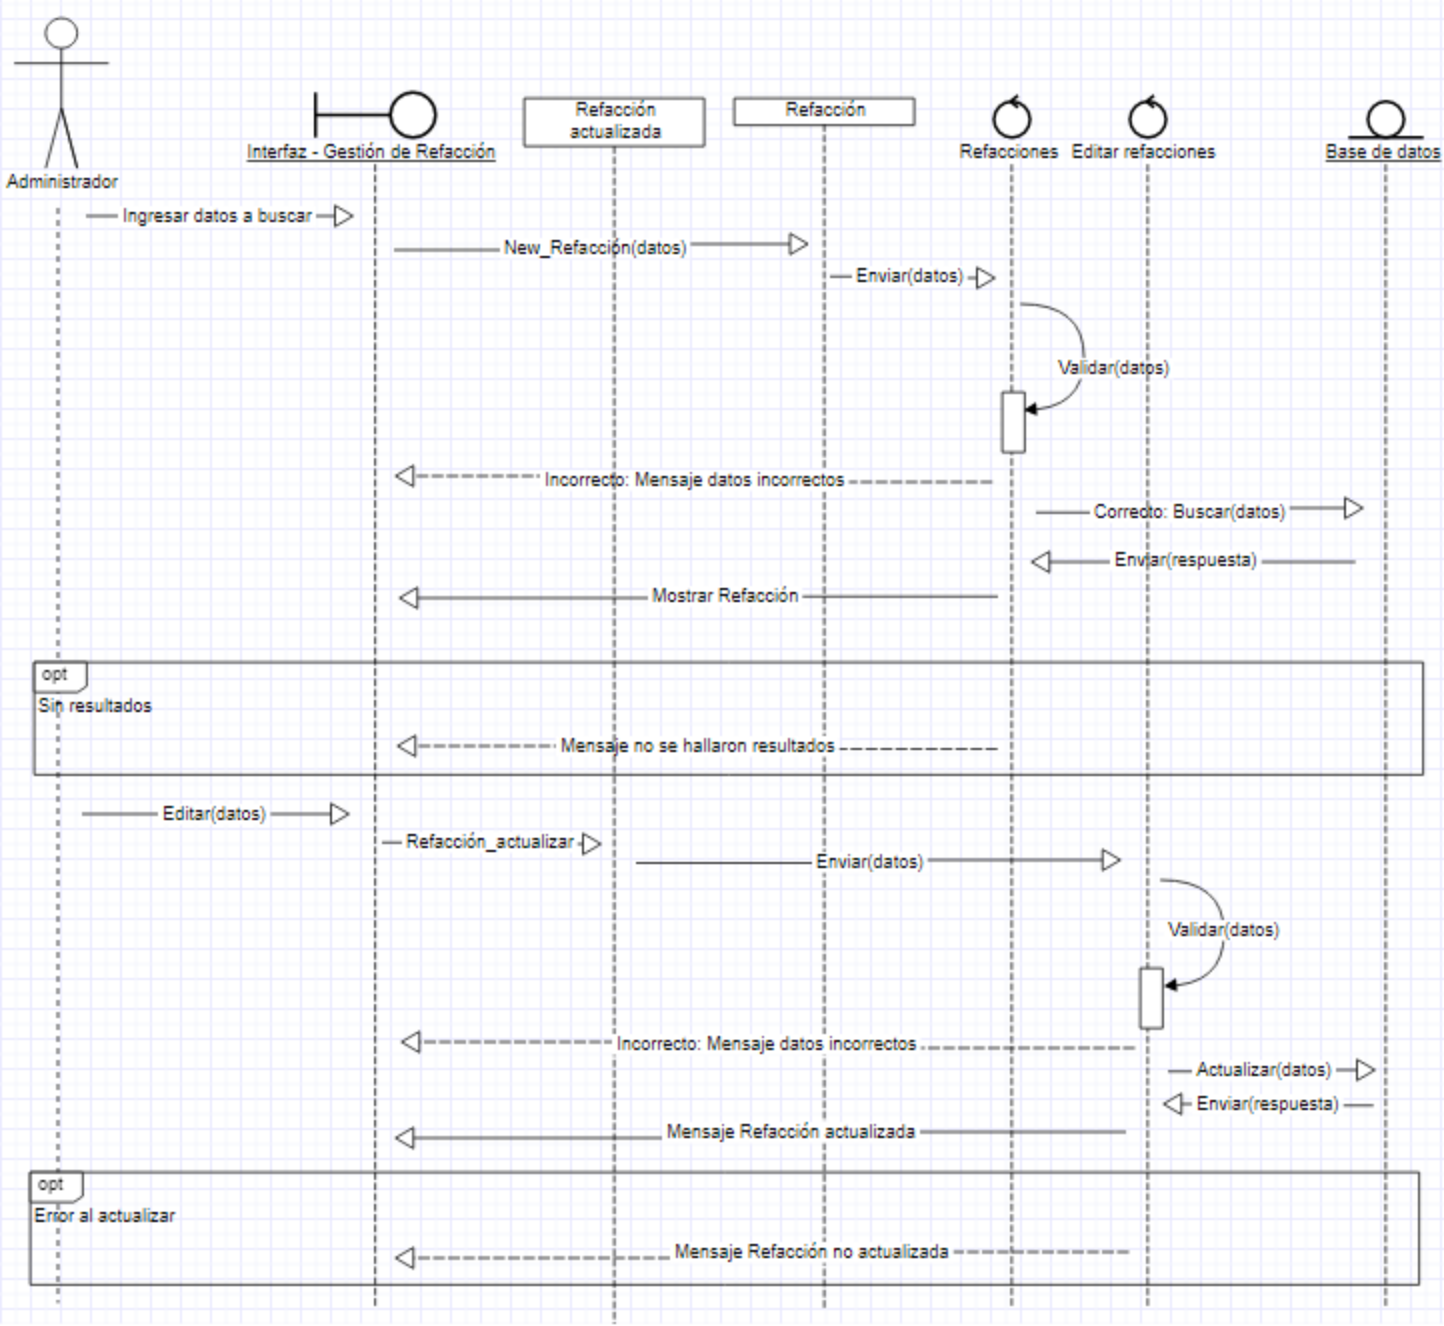 Refacción
actualizada
Refacción
Interfaz - Gestión de Refacción
Refacciones
Editar refacciones
Base de datos
Administrador
Ingresar datos a buscar
New_Refacción(datos)
Enviar(datos)
Validar(datos)
Incorrecto: Mensaje datos incorrectos
Correcto: Buscar(datos)
Enviar(respuesta)
Mostrar Refacción
opt
Sin resultados
Mensaje no se hallaron resultados
Editar(datos)
Refacción_actualizar
Enviar(datos)
Validar(datos)
Incorrecto: Mensaje datos incorrectos
Actualizar(datos)
Enviar(respuesta)
Mensaje Refacción actualizada
opt
Error al actualizar
Mensaje Refacción no actualizada